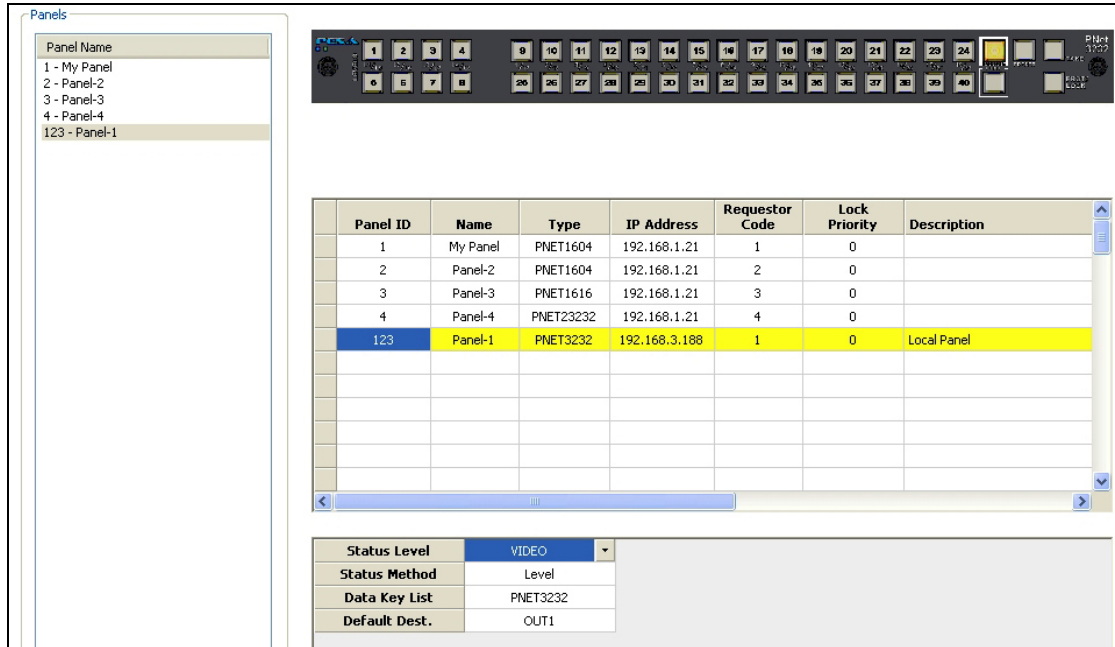 Panels
Panel Name
1 - My Panel
2 - Panel-2
3 - Panel-3
4 - Panel-4
123 - Panel-1
PNet
3232
1 2 3 4 9 10 11 12 13 14 15 16 17 18 19 20 21 22 23 24
6 7 8 26 27 28 29 30 31 32 33 34 37 38 39 40
Panel ID Name Type IP Address Requestor Code Lock Priority Description
1 My Panel PNET1604 192.168.1.21 1 0
2 Panel-2 PNET1604 192.168.1.21 2 0
3 Panel-3 PNET1616 192.168.1.21 3 0
4 Panel-4 PNET23232 192.168.1.21 4 0
123 Panel-1 PNET3232 192.168.3.188 1 0 Local Panel
Status Level VIDEO
Status Method Level
Data Key List PNET3232
Default Dest. OUT1